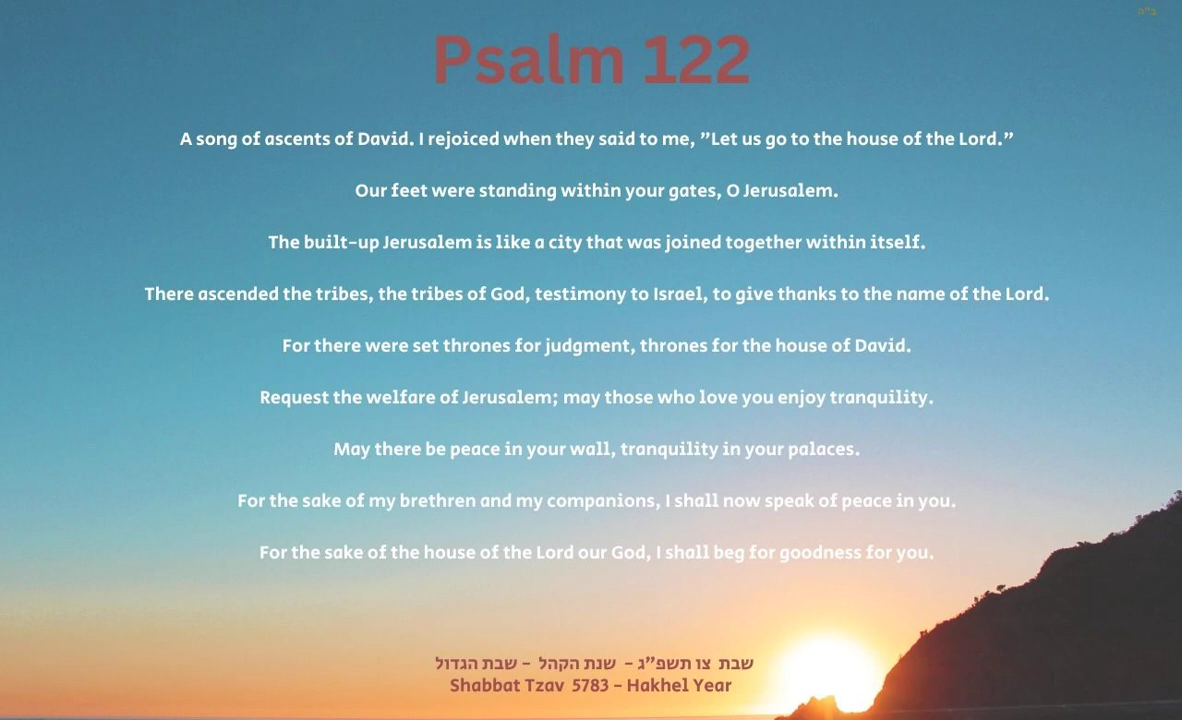 ב"ה
Psalm 122
A song of ascents of David. I rejoiced when they said to me, "Let us go to the house of the Lord."
Our feet were standing within your gates, O Jerusalem.
The built-up Jerusalem is like a city that was joined together within itself.
There ascended the tribes, the tribes of God, testimony to Israel, to give thanks to the name of the Lord.
For there were set thrones for judgment, thrones for the house of David.
Request the welfare of Jerusalem; may those who love you enjoy tranquility.
May there be peace in your wall, tranquility in your palaces.
For the sake of my brethren and my companions, I shall now speak of peace in you.
For the sake of the house of the Lord our God, I shall beg for goodness for you.
שבת צו תשפ"ג - שנת הקהל - שבת הגדול
Shabbat Tzav 5783 - Hakhel Year